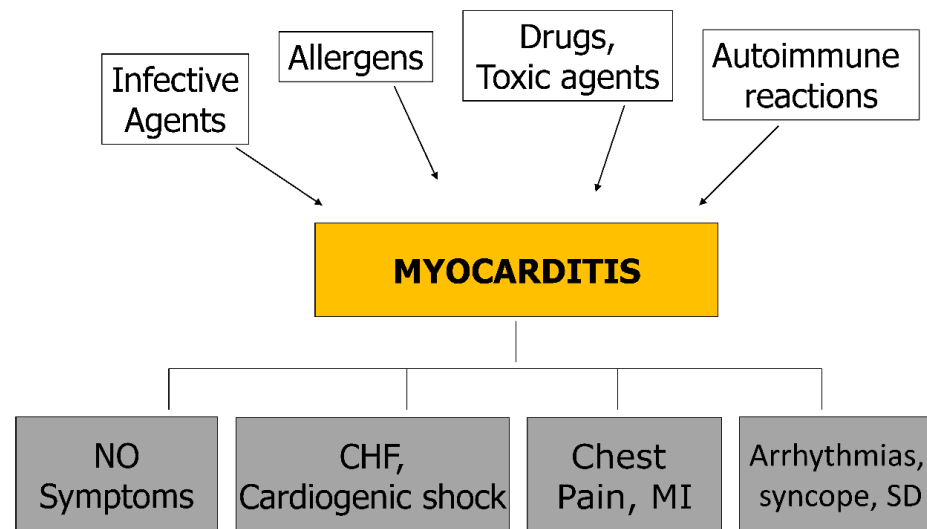 Infective
Agents
Allergens
Drugs,
Toxic agents
Autoimmune
reactions
MYOCARDITIS
NO
Symptoms
CHF,
Cardiogenic shock
Chest
Pain, MI
Arrhythmias,
syncope, SD